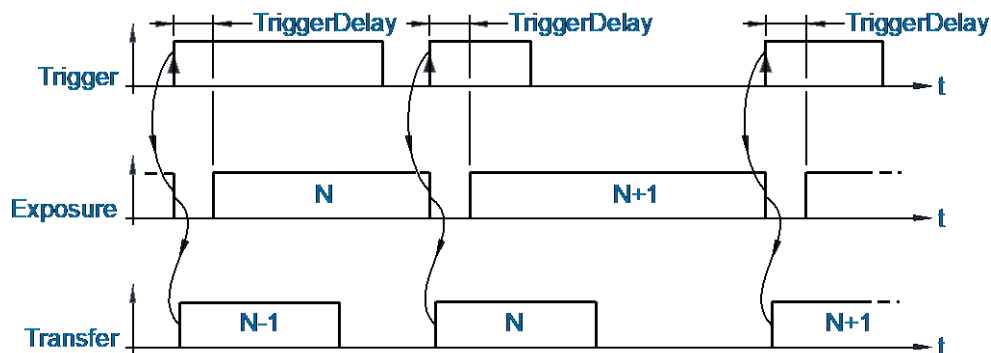 TriggerDelay TriggerDelay TriggerDelay
Trigger t
Exposure N N+1 t
Transfer N-1 N N+1 t